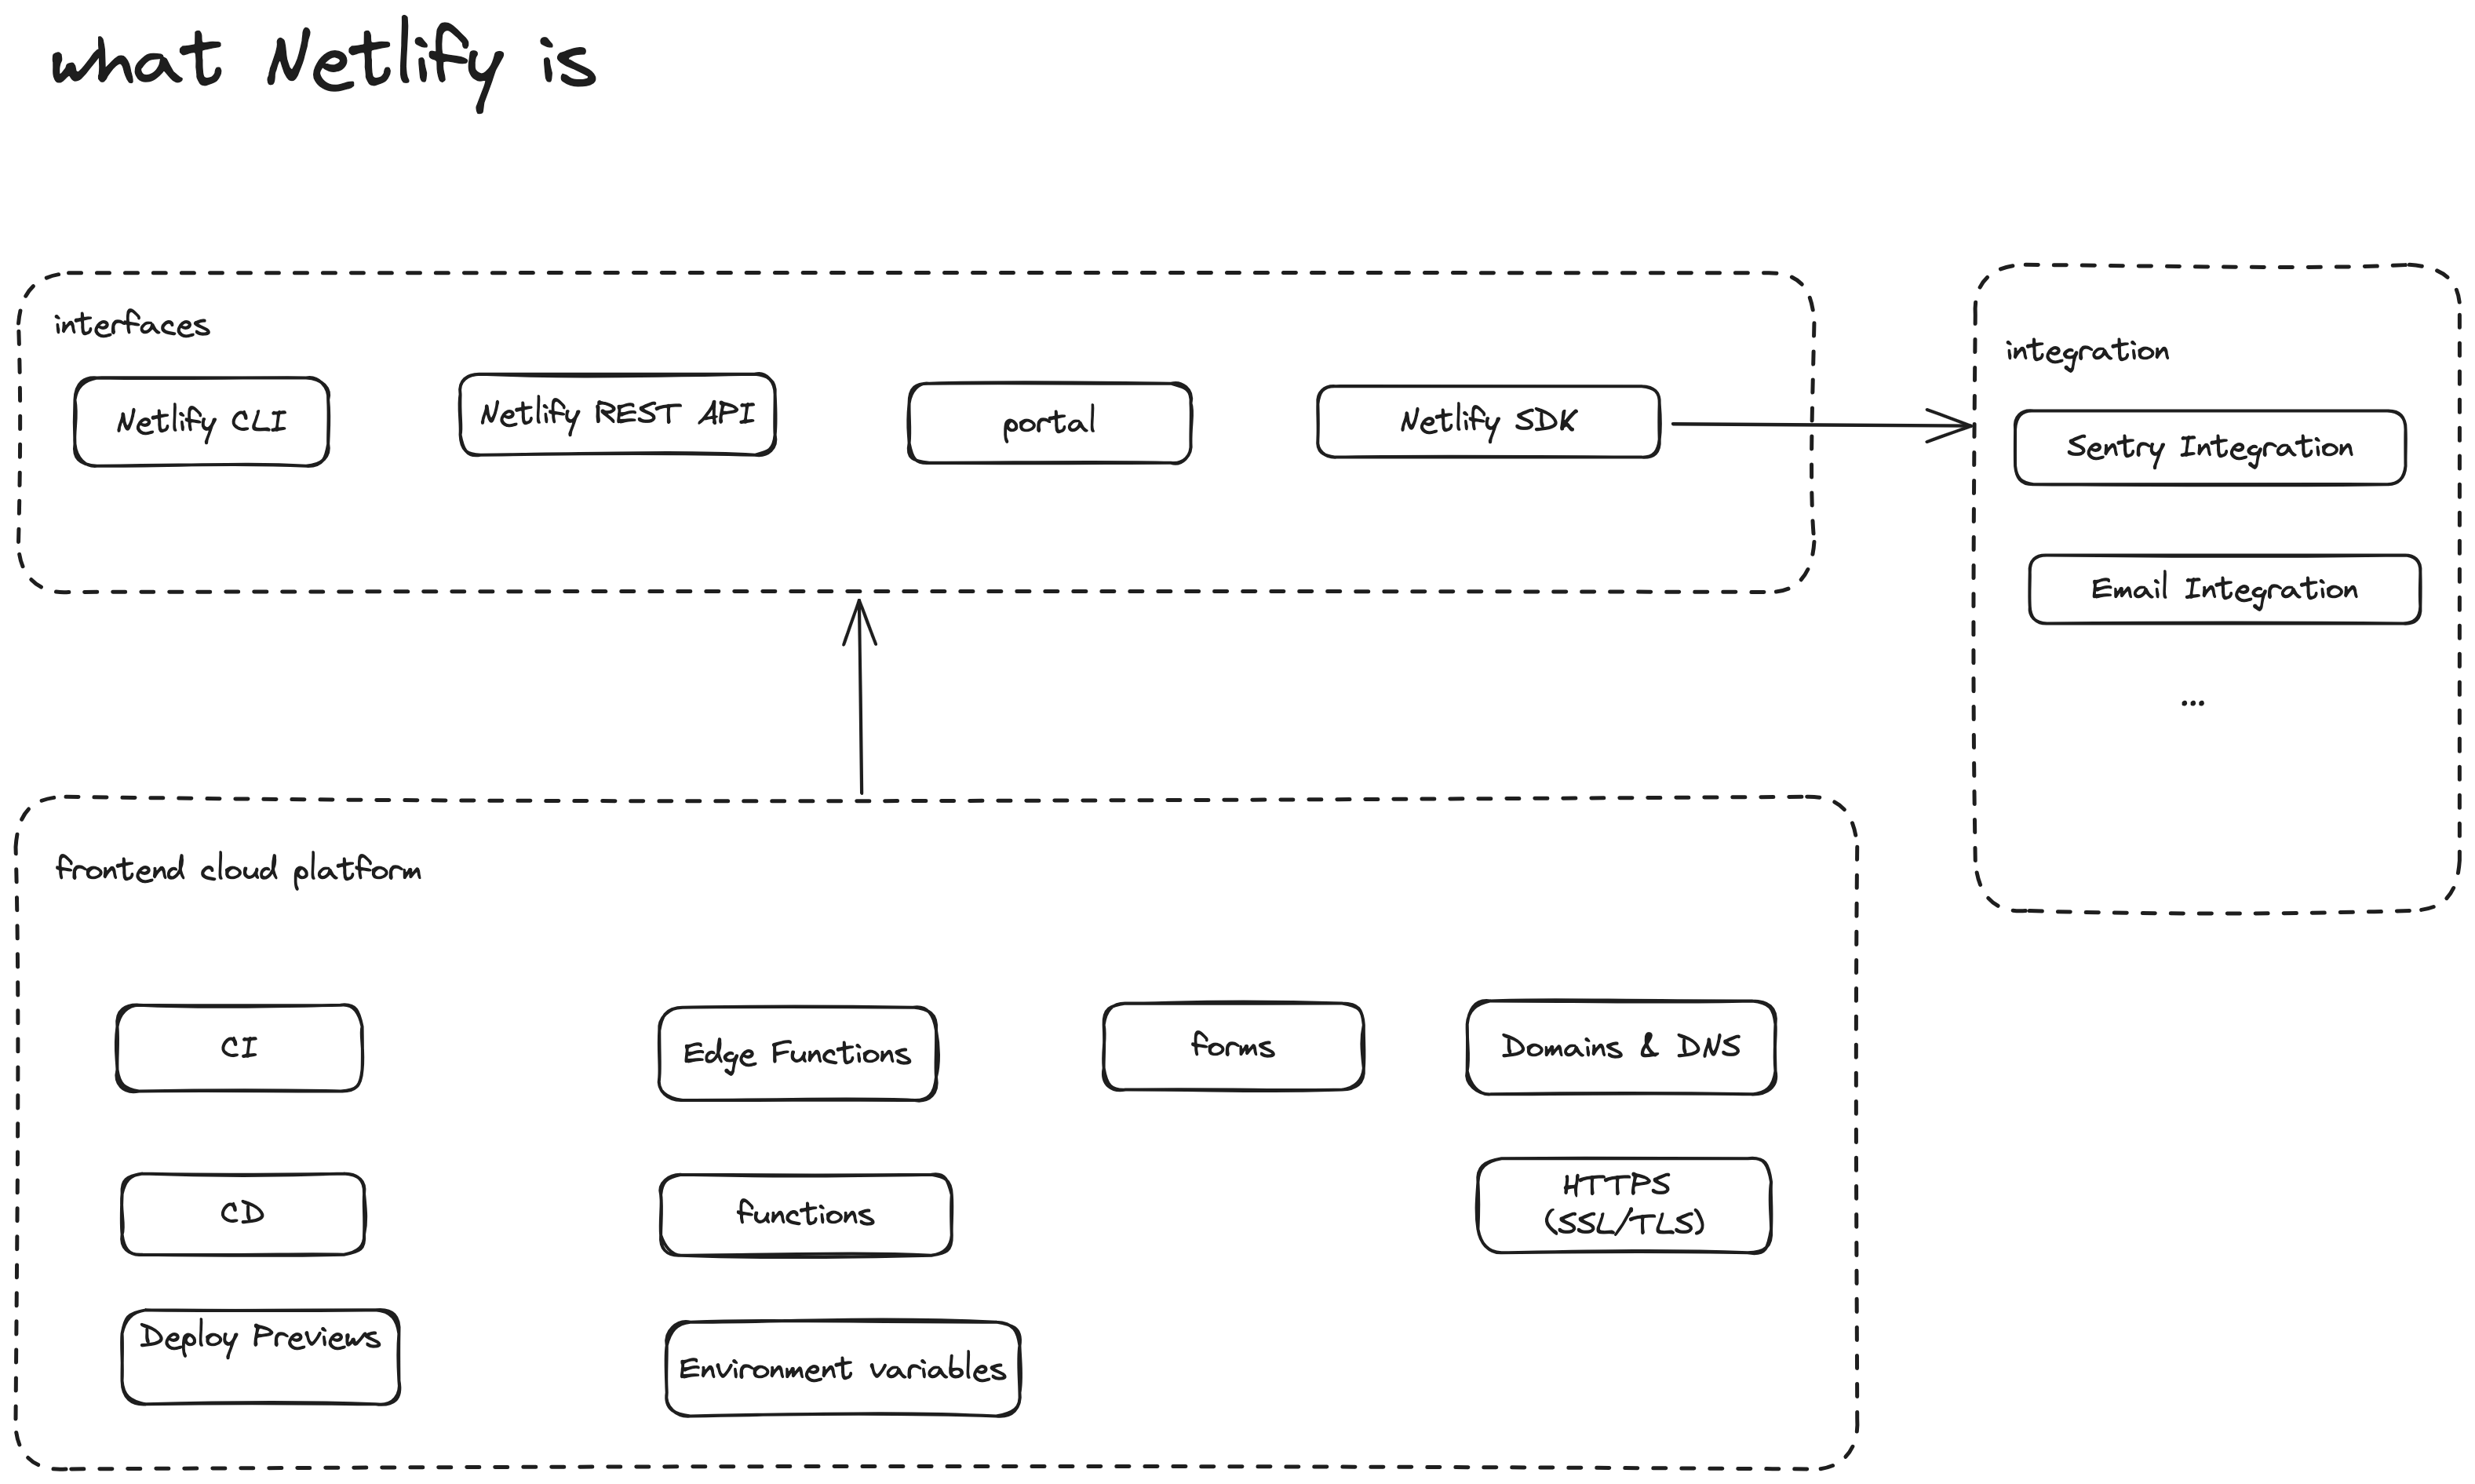 what Netlify is
interfaces
Netlify CLI
Netlify REST API
portal
Netlify SDK
integration
Sentry Integration
Email Integration
...
frontend cloud platform
CI
Edge Functions
forms
Domains & DNS
CD
functions
HTTPS
(SSL/TLS)
Deploy Previews
Environment variables